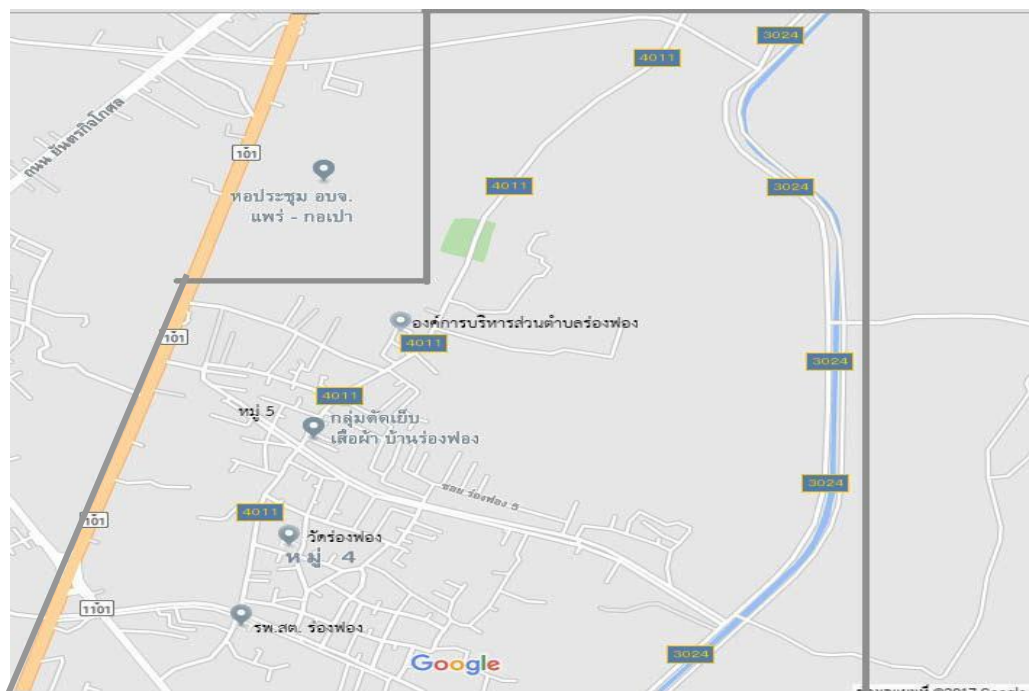 3024
4011
ถนน ยันตรกิจโกศล
101
หอประชุม อบจ.
แพร่ - กอเปา
4011
3024
องค์การบริหารส่วนตำบลร่องฟอง
101
4011
3024
4011
หมู่ 5
กลุ่มตัดเย็บ
เสื้อผ้า บ้านร่องฟอง
ซอย ร่องฟอง 5
3024
4011
101
วัดร่องฟอง
หมู่ 4
1101
รพ.สต. ร่องฟอง
Google
3024
©2017 Google